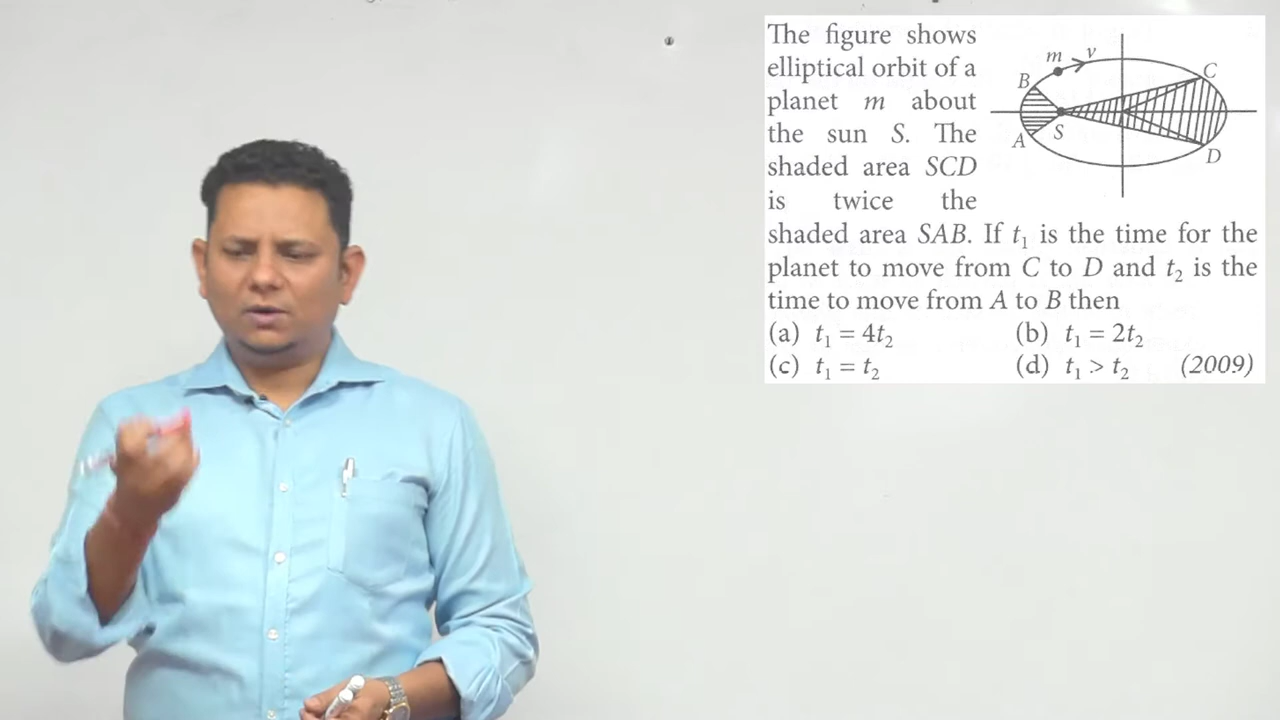 The figure shows
elliptical orbit of a
planet m about
the sun S. The
shaded area SCD
is twice the
shaded area SAB. If t₁ is the time for the
planet to move from C to D and t₂ is the
time to move from A to B then
(a) t₁ = 4t₂ (b) t₁ = 2t₂
(c) t₁ = t₂ (d) t₁ > t₂ (2009)
m v
B C
A S D